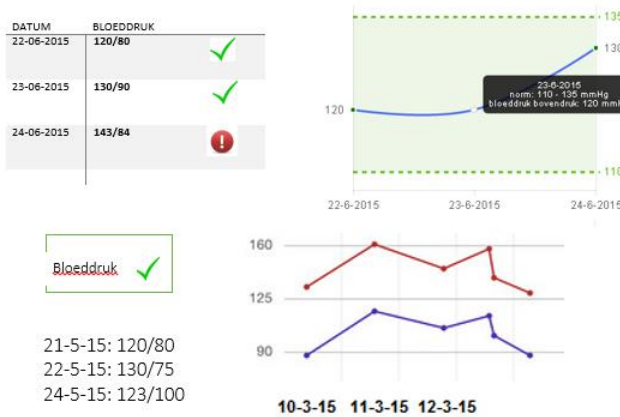 DATUM BLOEDDRUK
22-06-2015 120/80
23-06-2015 130/90
24-06-2015 143/84
135
130
120
23-6-2015
norm: 110 - 135 mmHg
bloeddruk bovendruk: 120 mmH
110
22-6-2015 23-6-2015 24-6-2015
Bloeddruk
21-5-15: 120/80
22-5-15: 130/75
24-5-15: 123/100
160
125
90
10-3-15 11-3-15 12-3-15